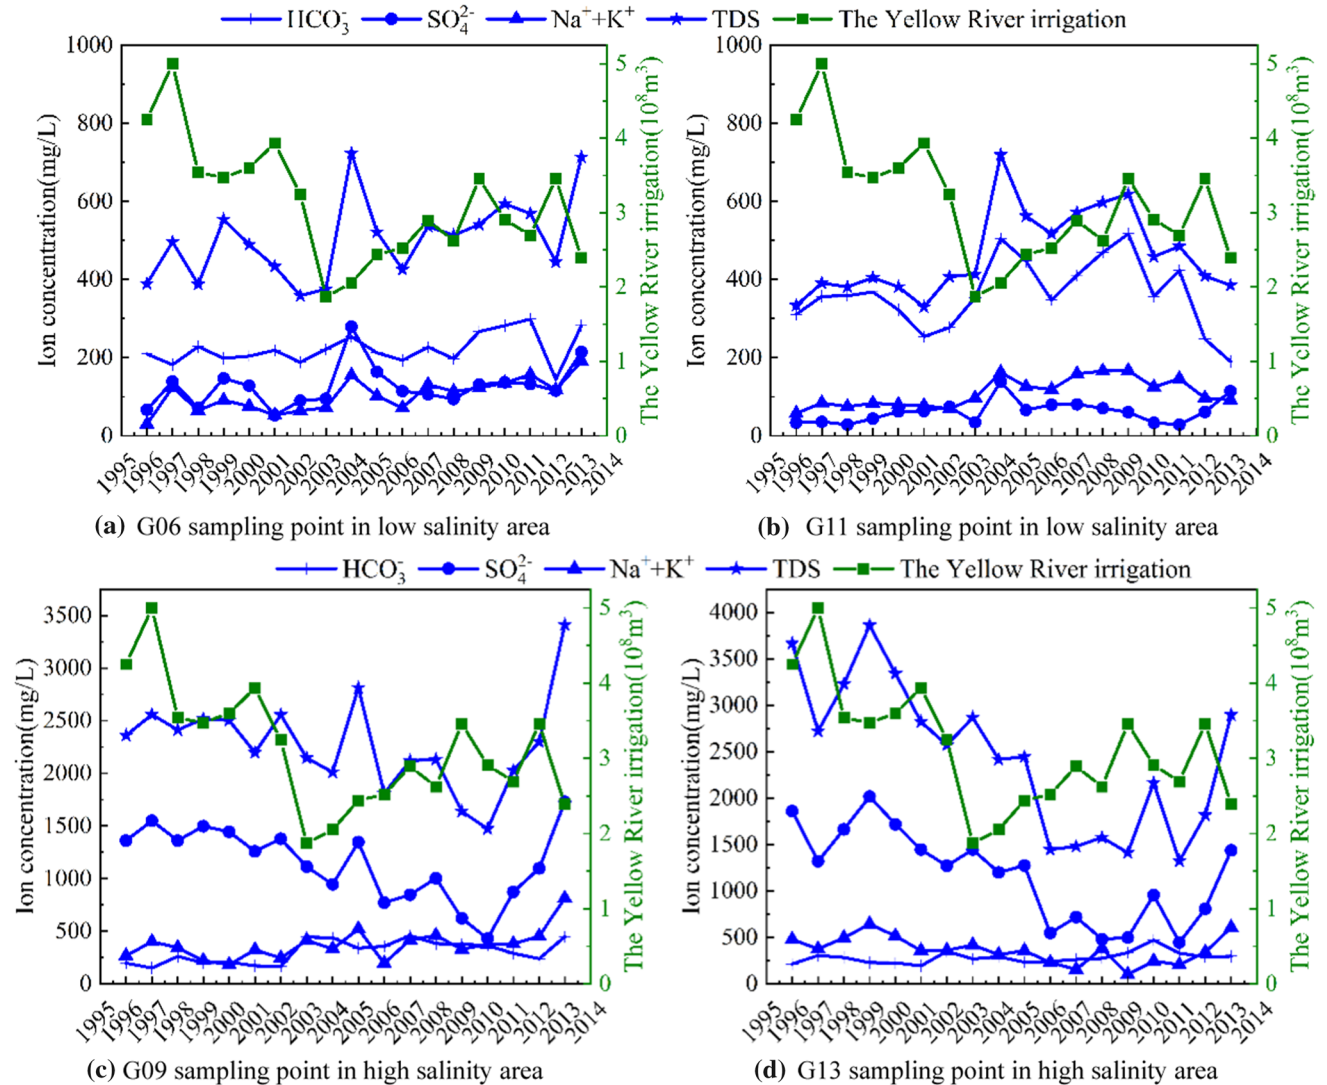 HCO₃⁻ SO₄²⁻ Na⁺+K⁺ TDS The Yellow River irrigation
1000
800
600
400
200
0
Ion concentration(mg/L)
5
4
3
2
1
0
The Yellow River irrigation(10⁸m³)
1995 1996 1997 1998 1999 2000 2001 2002 2003 2004 2005 2006 2007 2008 2009 2010 2011 2012 2013 2014
(a) G06 sampling point in low salinity area
1000
800
600
400
200
0
Ion concentration(mg/L)
5
4
3
2
1
0
The Yellow River irrigation(10⁸m³)
1995 1996 1997 1998 1999 2000 2001 2002 2003 2004 2005 2006 2007 2008 2009 2010 2011 2012 2013 2014
(b) G11 sampling point in low salinity area
HCO₃⁻ SO₄²⁻ Na⁺+K⁺ TDS The Yellow River irrigation
3500
3000
2500
2000
1500
1000
500
0
Ion concentration(mg/L)
5
4
3
2
1
0
The Yellow River irrigation(10⁸m³)
1995 1996 1997 1998 1999 2000 2001 2002 2003 2004 2005 2006 2007 2008 2009 2010 2011 2012 2013 2014
(c) G09 sampling point in high salinity area
4000
3500
3000
2500
2000
1500
1000
500
0
Ion concentration(mg/L)
5
4
3
2
1
0
The Yellow River irrigation(10⁸m³)
1995 1996 1997 1998 1999 2000 2001 2002 2003 2004 2005 2006 2007 2008 2009 2010 2011 2012 2013 2014
(d) G13 sampling point in high salinity area